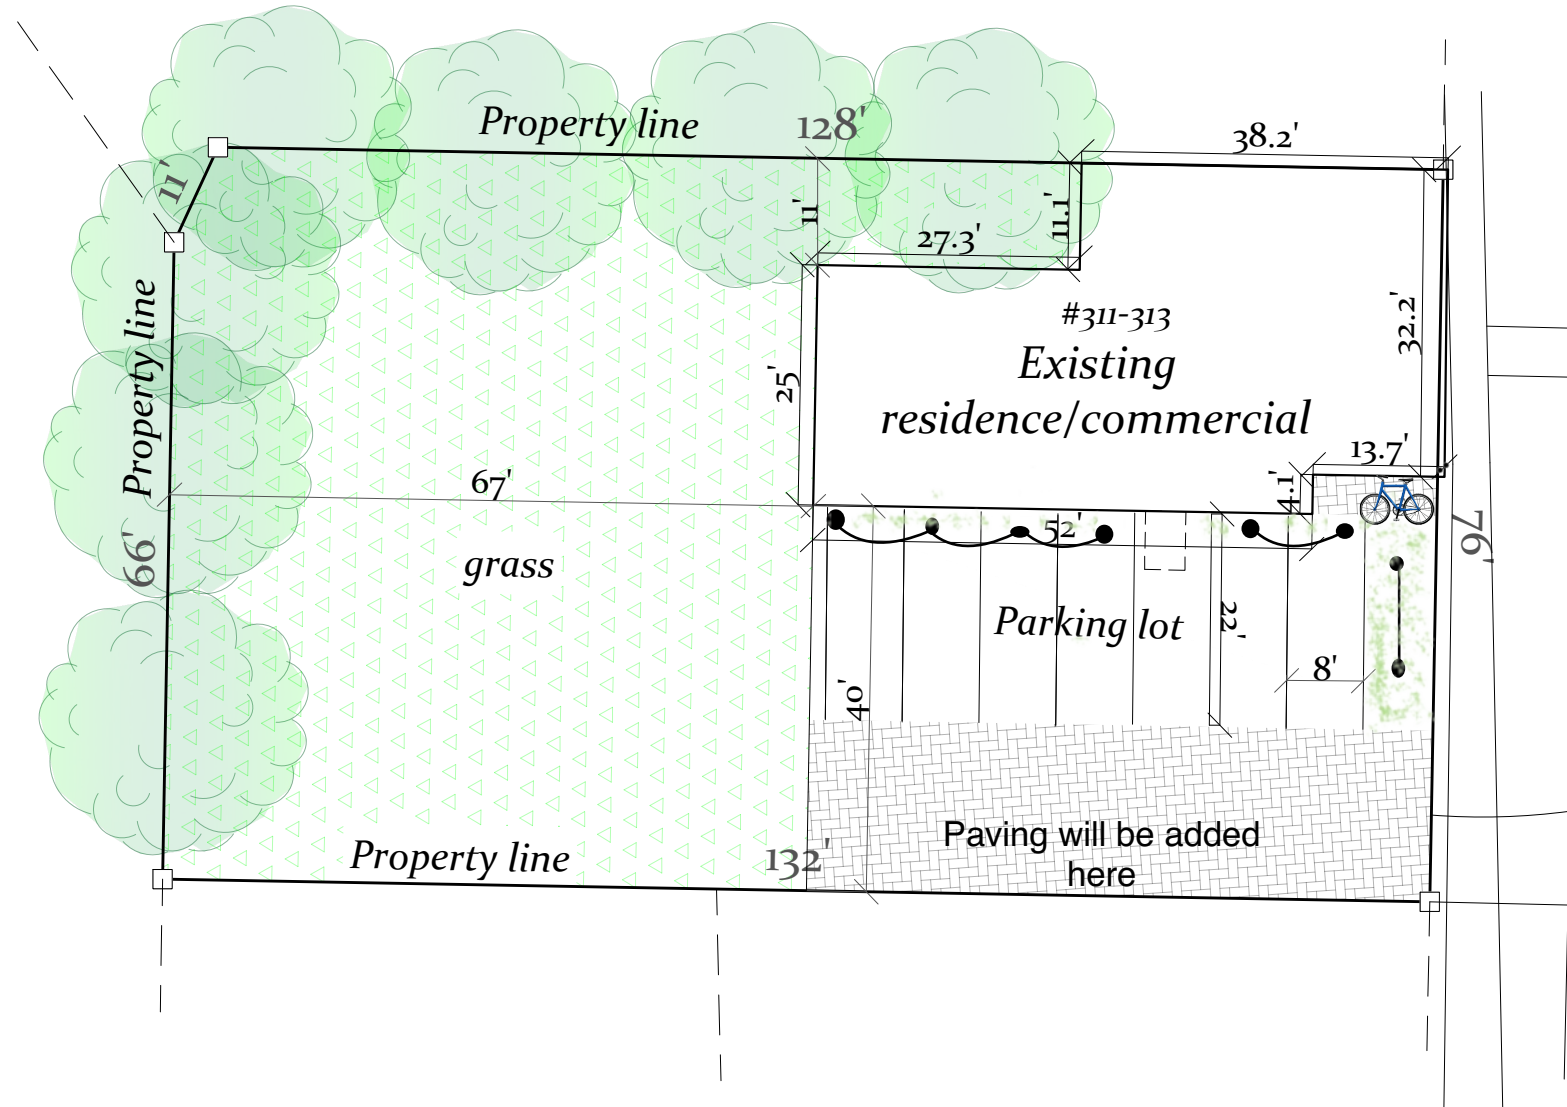 Property line
128'
38.2'
11'
11'
11.1'
27.3'
#311-313
Existing
residence/commercial
32.2'
25'
Property line
66'
67'
13.7'
4.1'
52'
76'
grass
Parking lot
22'
8'
40'
Paving will be added
here
Property line
132'